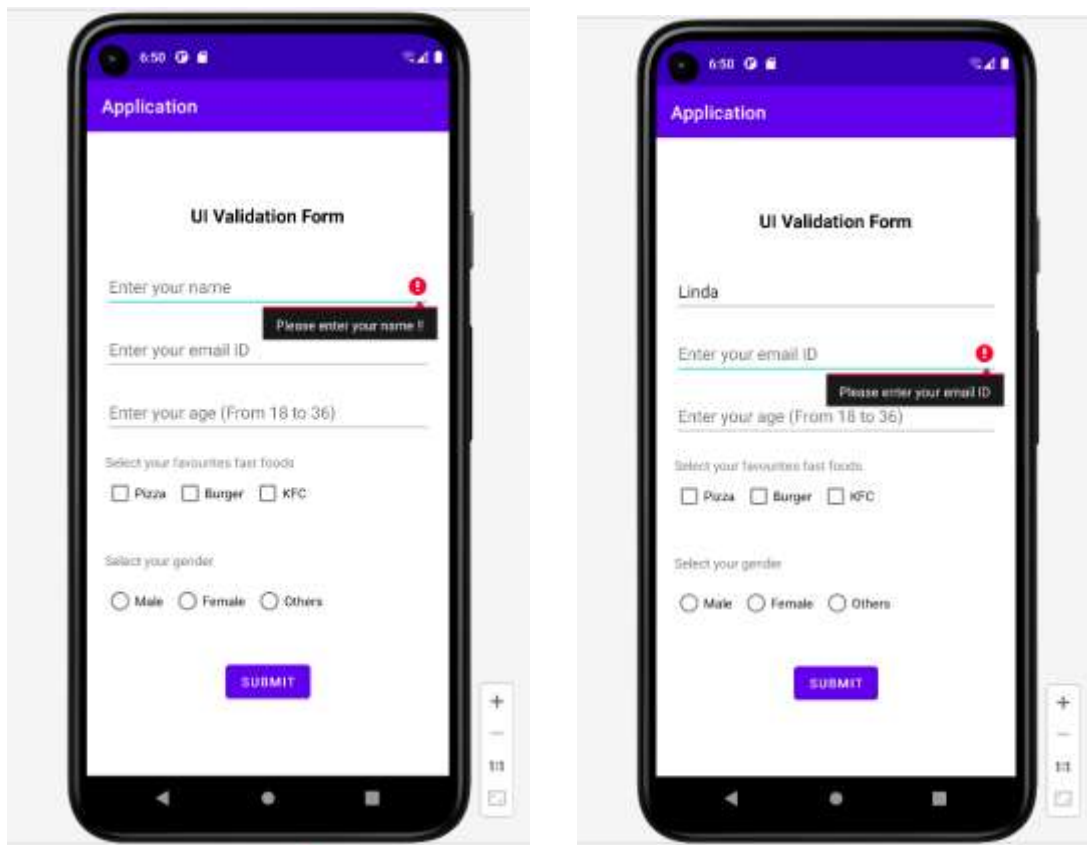 6:50
Application
UI Validation Form
Enter your name
Please enter your name !!
Enter your email ID
Enter your age (From 18 to 36)
Select your favourites fast foods
Pizza Burger KFC
Select your gender
Male Female Others
SUBMIT
1:1
6:50
Application
UI Validation Form
Linda
Enter your email ID
Please enter your email ID
Enter your age (From 18 to 36)
Select your favourites fast foods
Pizza Burger KFC
Select your gender
Male Female Others
SUBMIT
1:1